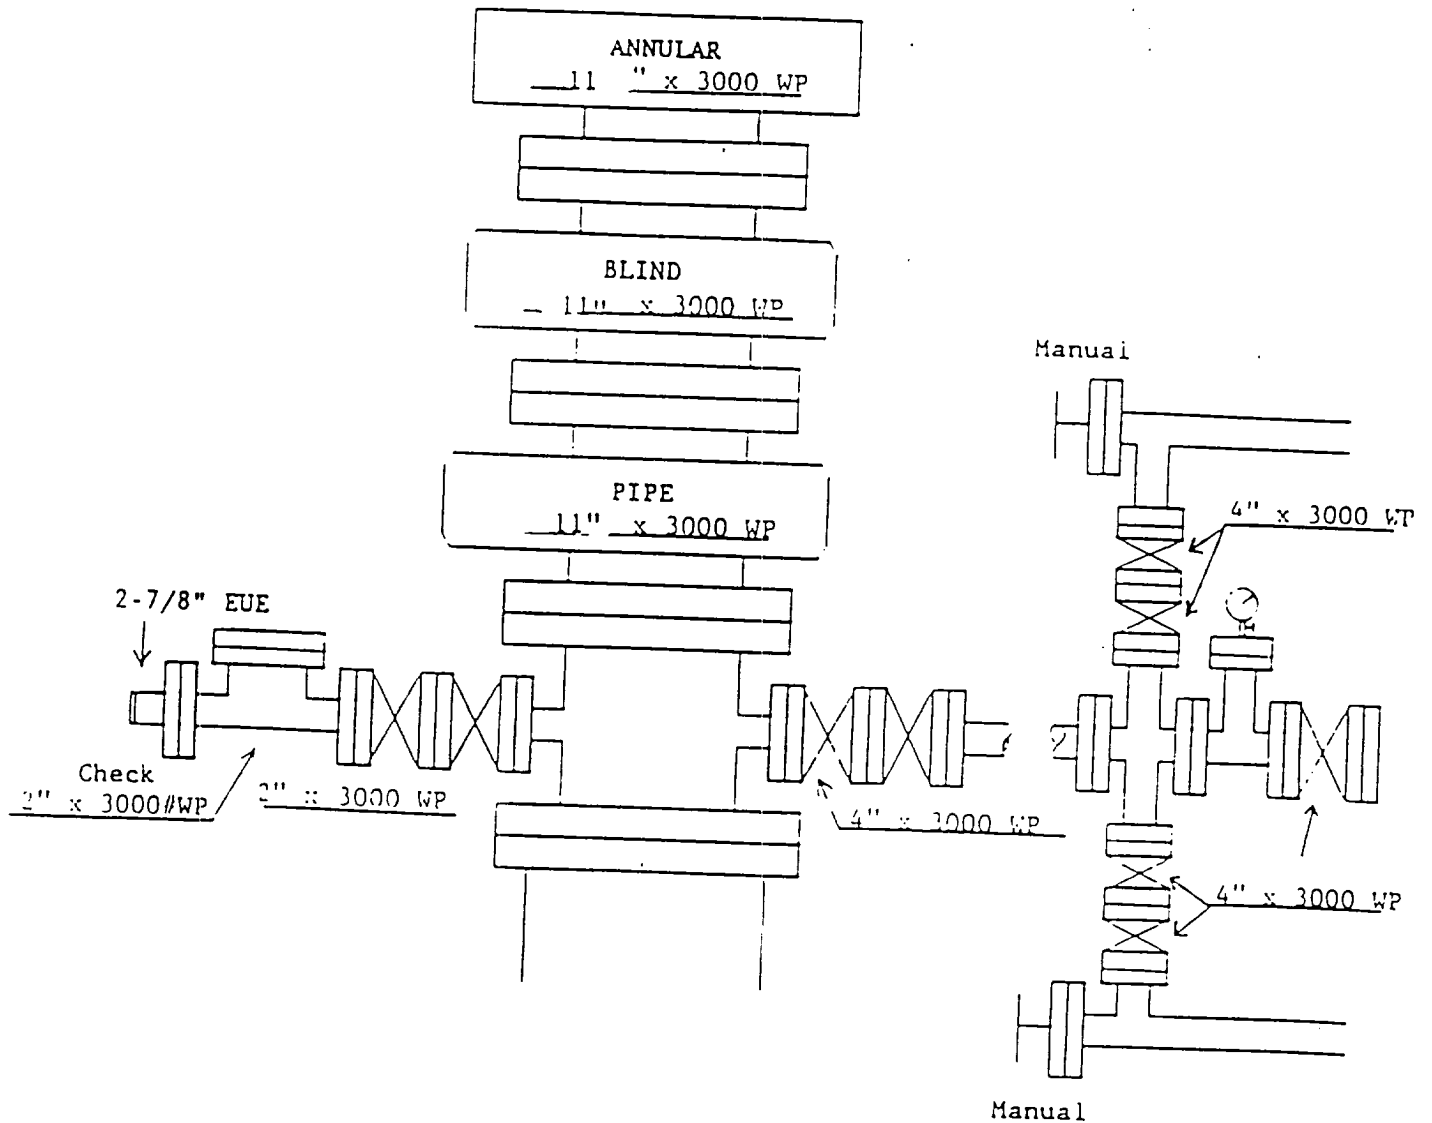 ANNULAR
11 " x 3000 WP
BLIND
11" x 3000 WP
Manual
PIPE
11" x 3000 WP
4" x 3000 WP
2-7/8" EUE
Check
2" x 3000#WP
2" x 3000 WP
4" x 3000 WP
4" x 3000 WP
Manual